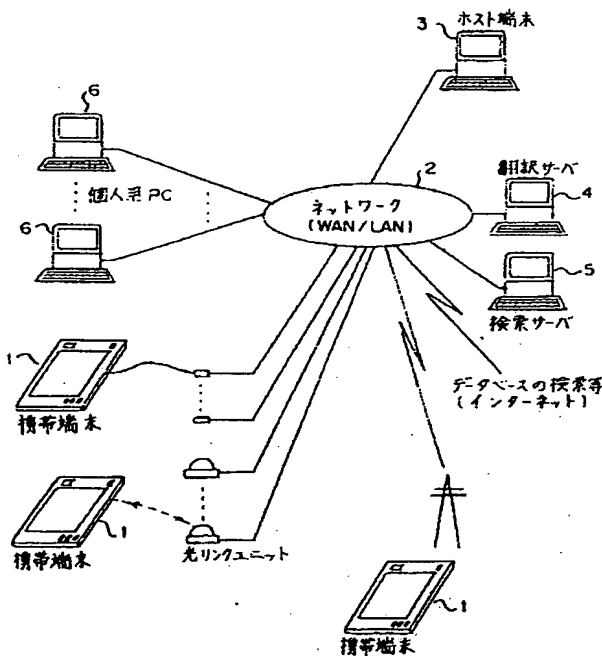 3 ホスト端末
6
個人用PC
6
2
ネットワーク
(WAN/LAN)
翻訳サーバ
4
5
検索サーバ
データベースの検索等
(インターネット)
1
携帯端末
1
携帯端末
光リンクユニット
1
携帯端末